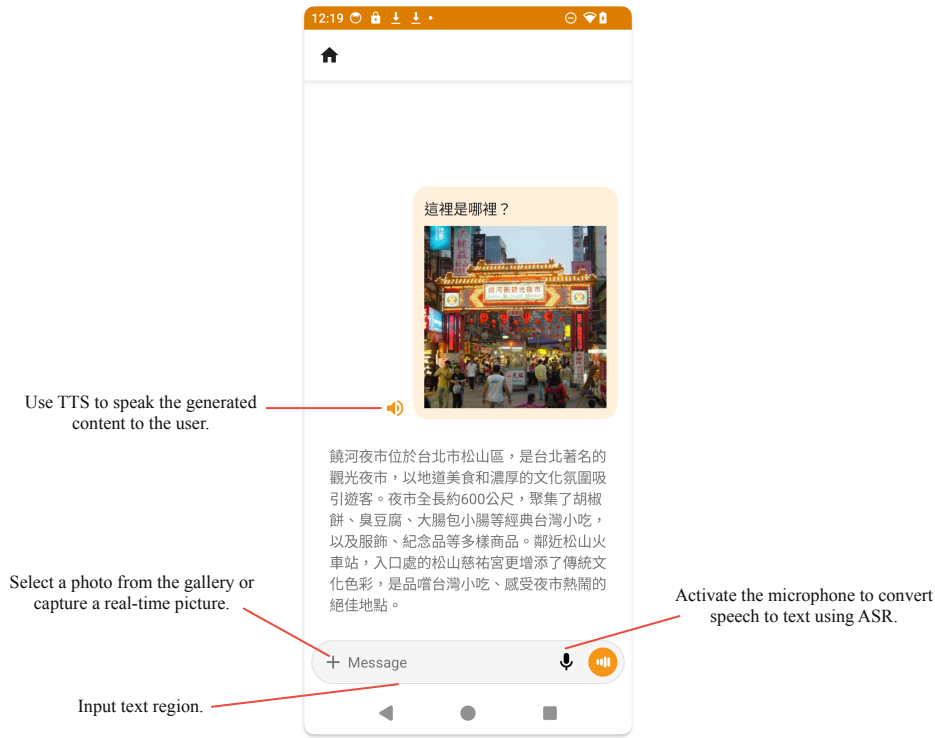 12:19
這裡是哪裡？
饒河街觀光夜市
Use TTS to speak the generated
content to the user.
饒河夜市位於台北市松山區，是台北著名的
觀光夜市，以地道美食和濃厚的文化氛圍吸
引遊客。夜市全長約600公尺，聚集了胡椒
餅、臭豆腐、大腸包小腸等經典台灣小吃，
以及服飾、紀念品等多樣商品。鄰近松山火
車站，入口處的松山慈祐宮更增添了傳統文
化色彩，是品嚐台灣小吃、感受夜市熱鬧的
絕佳地點。
Select a photo from the gallery or
capture a real-time picture.
Activate the microphone to convert
speech to text using ASR.
Message
Input text region.